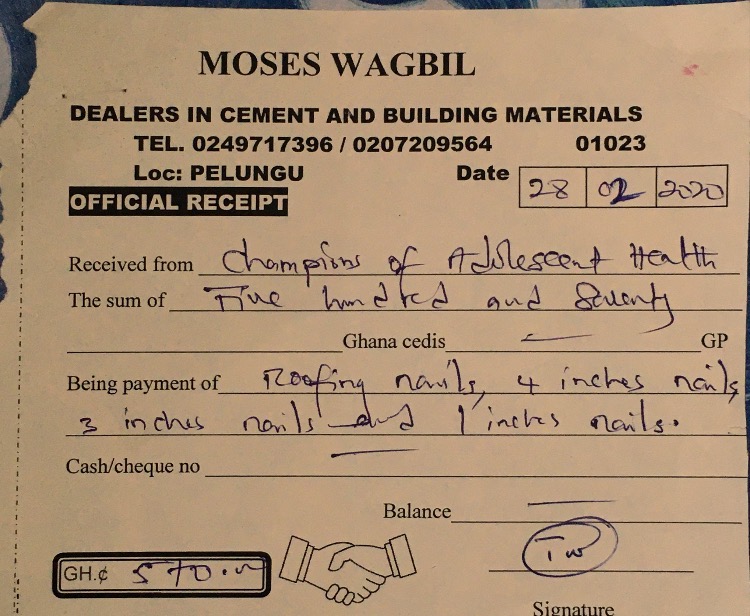 MOSES WAGBIL
DEALERS IN CEMENT AND BUILDING MATERIALS
TEL. 0249717396 / 0207209564 01023
Loc: PELUNGU Date 28 02 2020
OFFICIAL RECEIPT
Received from Champions of Adolescent Health
The sum of Five hundred and Seventy
Ghana cedis — GP
Being payment of Roofing nails, 4 inches nails,
3 inches nails and 1 inches nails.
Cash/cheque no —
Balance —
TW
GH.¢ 570.00
Signature